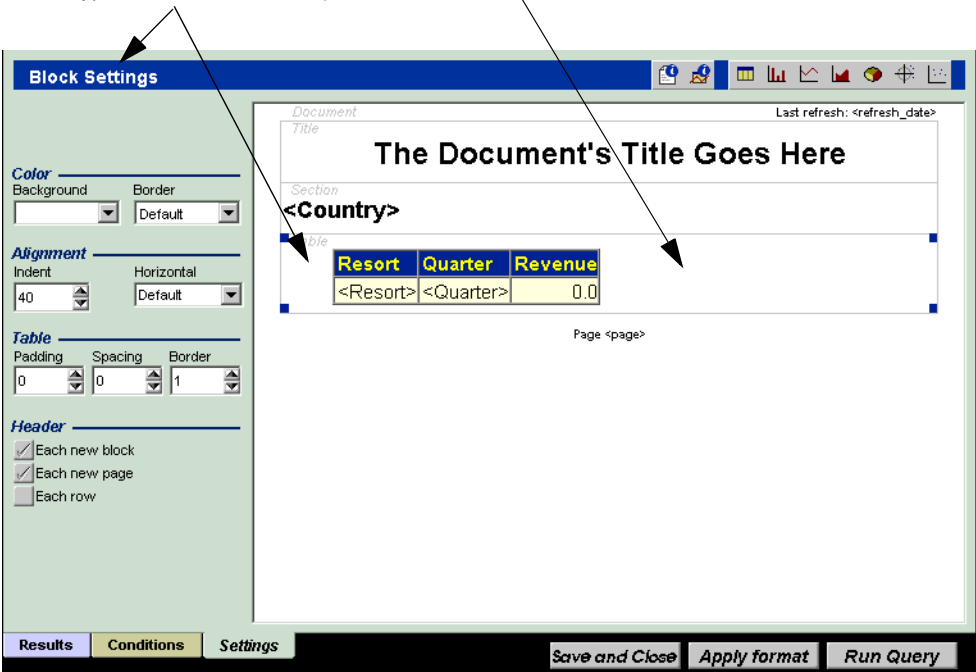 Block Settings
Color
Background Border
Default
Alignment
Indent Horizontal
40 Default
Table
Padding Spacing Border
0 0 1
Header
Each new block
Each new page
Each row
Document
Last refresh: <refresh_date>
Title
The Document's Title Goes Here
Section
<Country>
Table
Resort Quarter Revenue
<Resort> <Quarter> 0.0
Page <page>
Results Conditions Settings
Save and Close Apply format Run Query